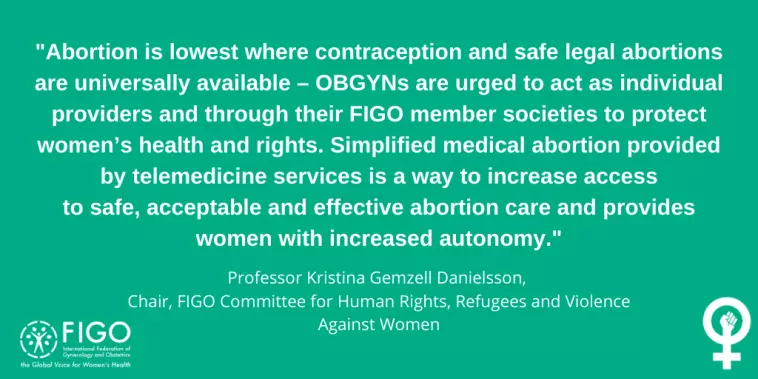 "Abortion is lowest where contraception and safe legal abortions
are universally available – OBGYNs are urged to act as individual
providers and through their FIGO member societies to protect
women's health and rights. Simplified medical abortion provided
by telemedicine services is a way to increase access
to safe, acceptable and effective abortion care and provides
women with increased autonomy."
Professor Kristina Gemzell Danielsson,
Chair, FIGO Committee for Human Rights, Refugees and Violence
Against Women
FIGO
International Federation of
Gynecology and Obstetrics
the Global Voice for Women's Health